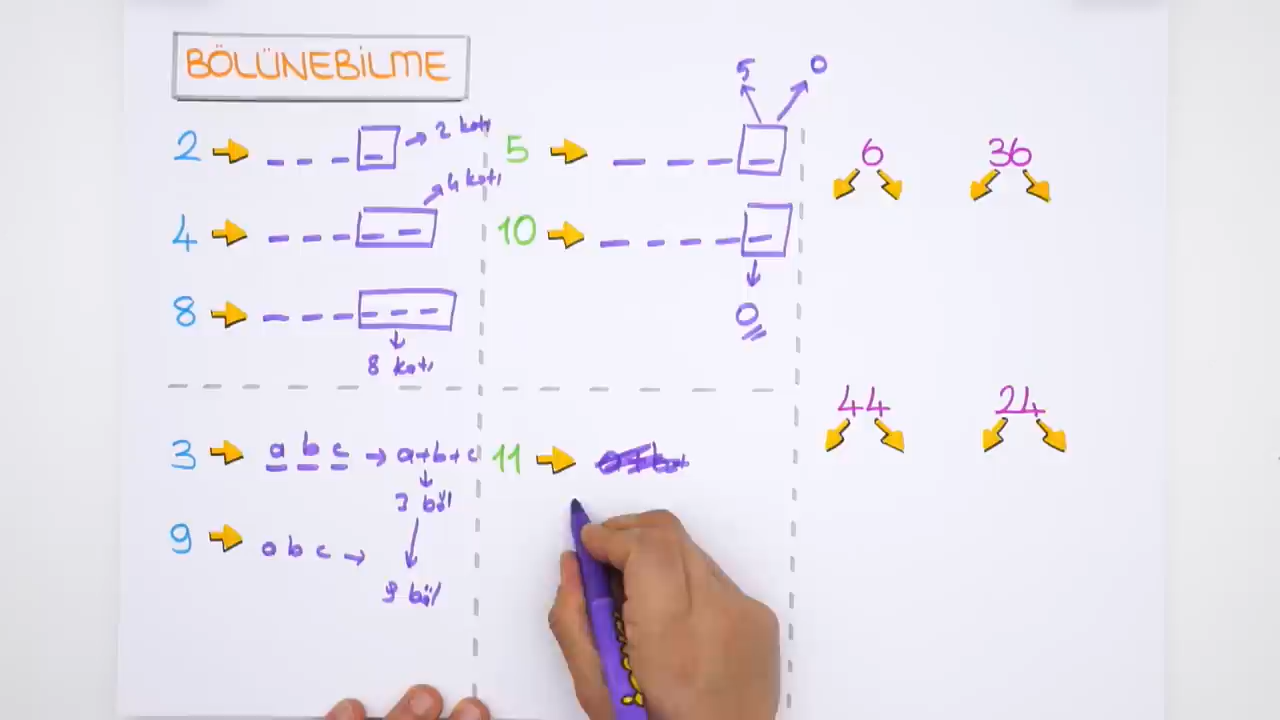 BÖLÜNEBİLME
2 → _ _ _ _ → 2 katı
4 → _ _ _ _ _ → 4 katı
8 → _ _ _ _ _ _
↓
8 katı
5 0
5 → _ _ _ _
10 → _ _ _ _ _
↓
0
3 → a b c → a+b+c
↓
3 böl
9 → a b c →
9 böl
11 →
6 36
44 24